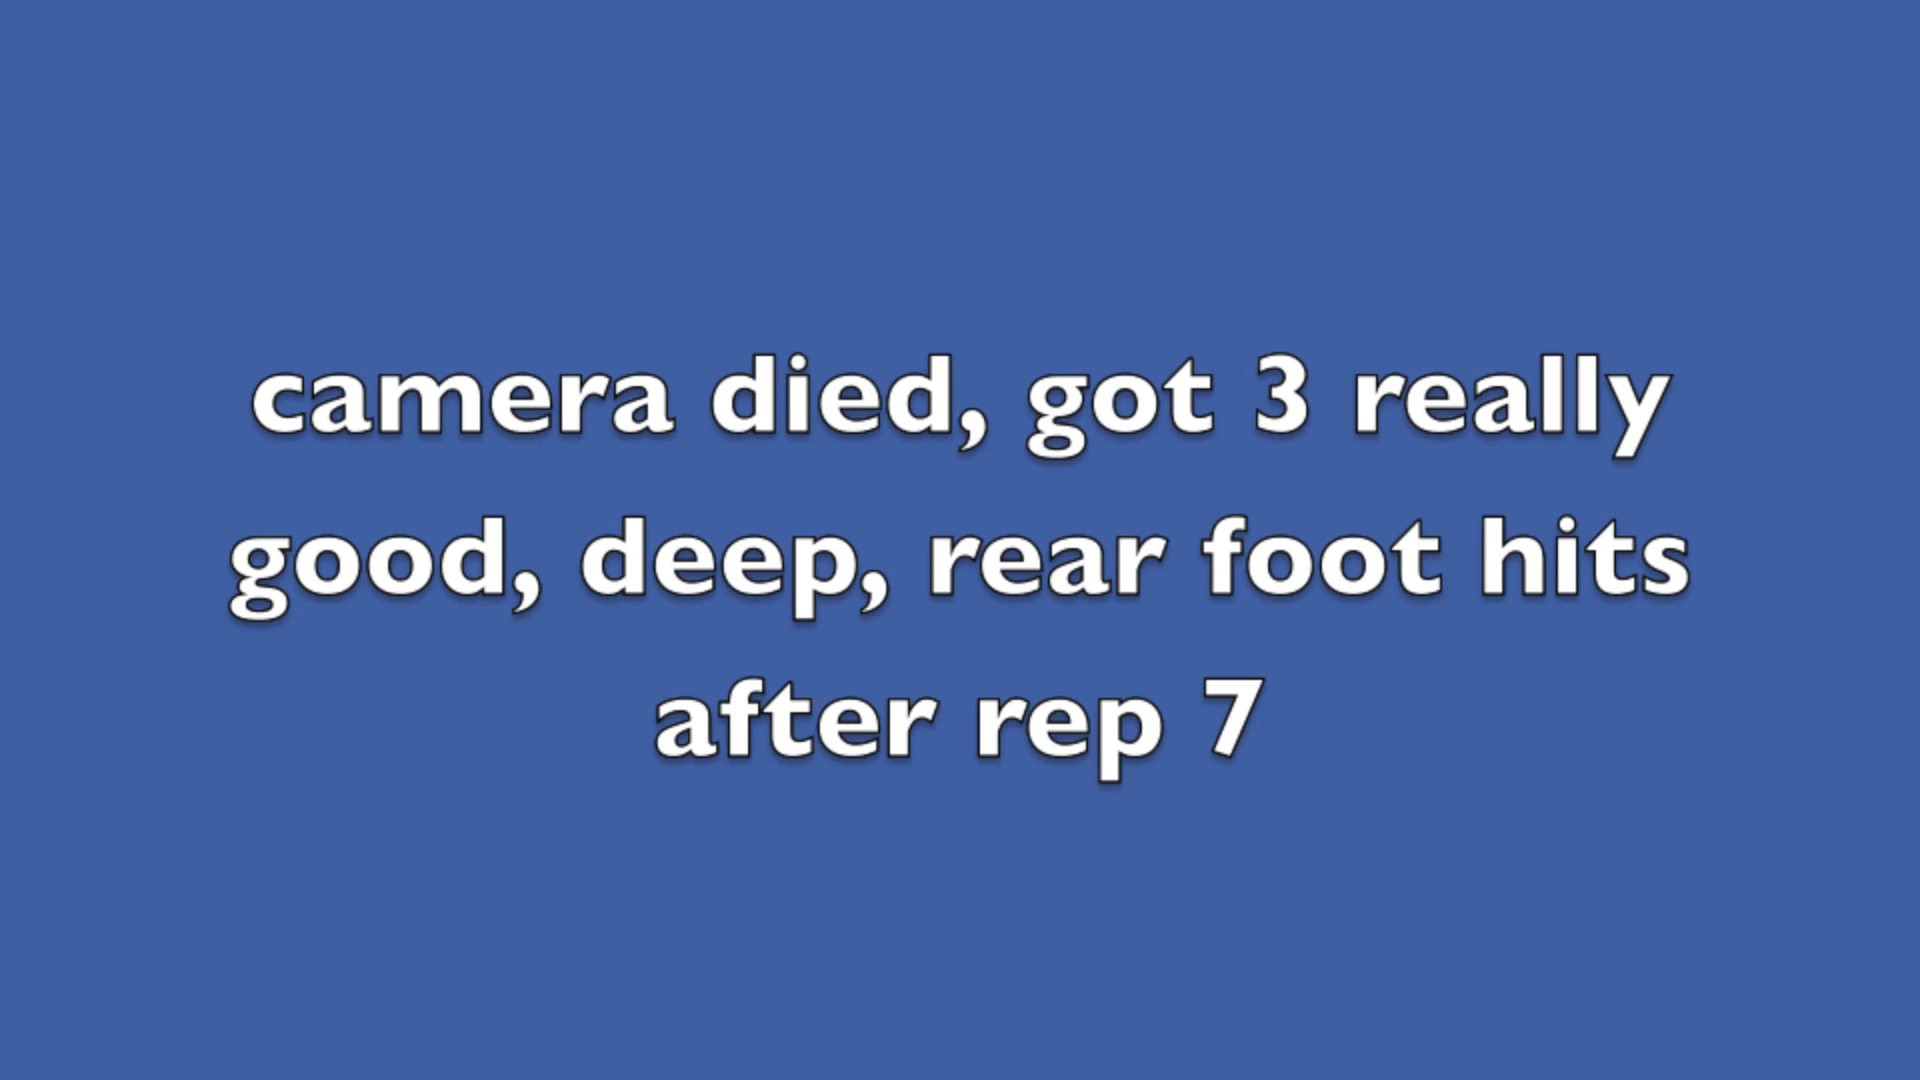 camera died, got 3 really
good, deep, rear foot hits
after rep 7